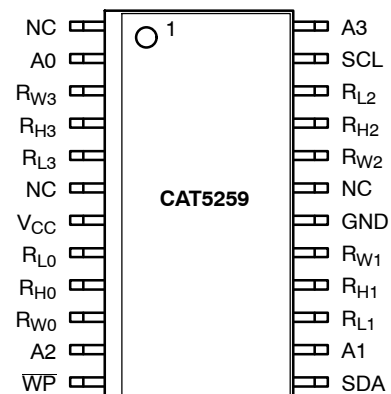 NC 1 A3
A0 SCL
RW3 RL2
RH3 RH2
RL3 RW2
NC NC
CAT5259
VCC GND
RL0 RW1
RH0 RH1
RW0 RL1
A2 A1
W̅P̅ SDA